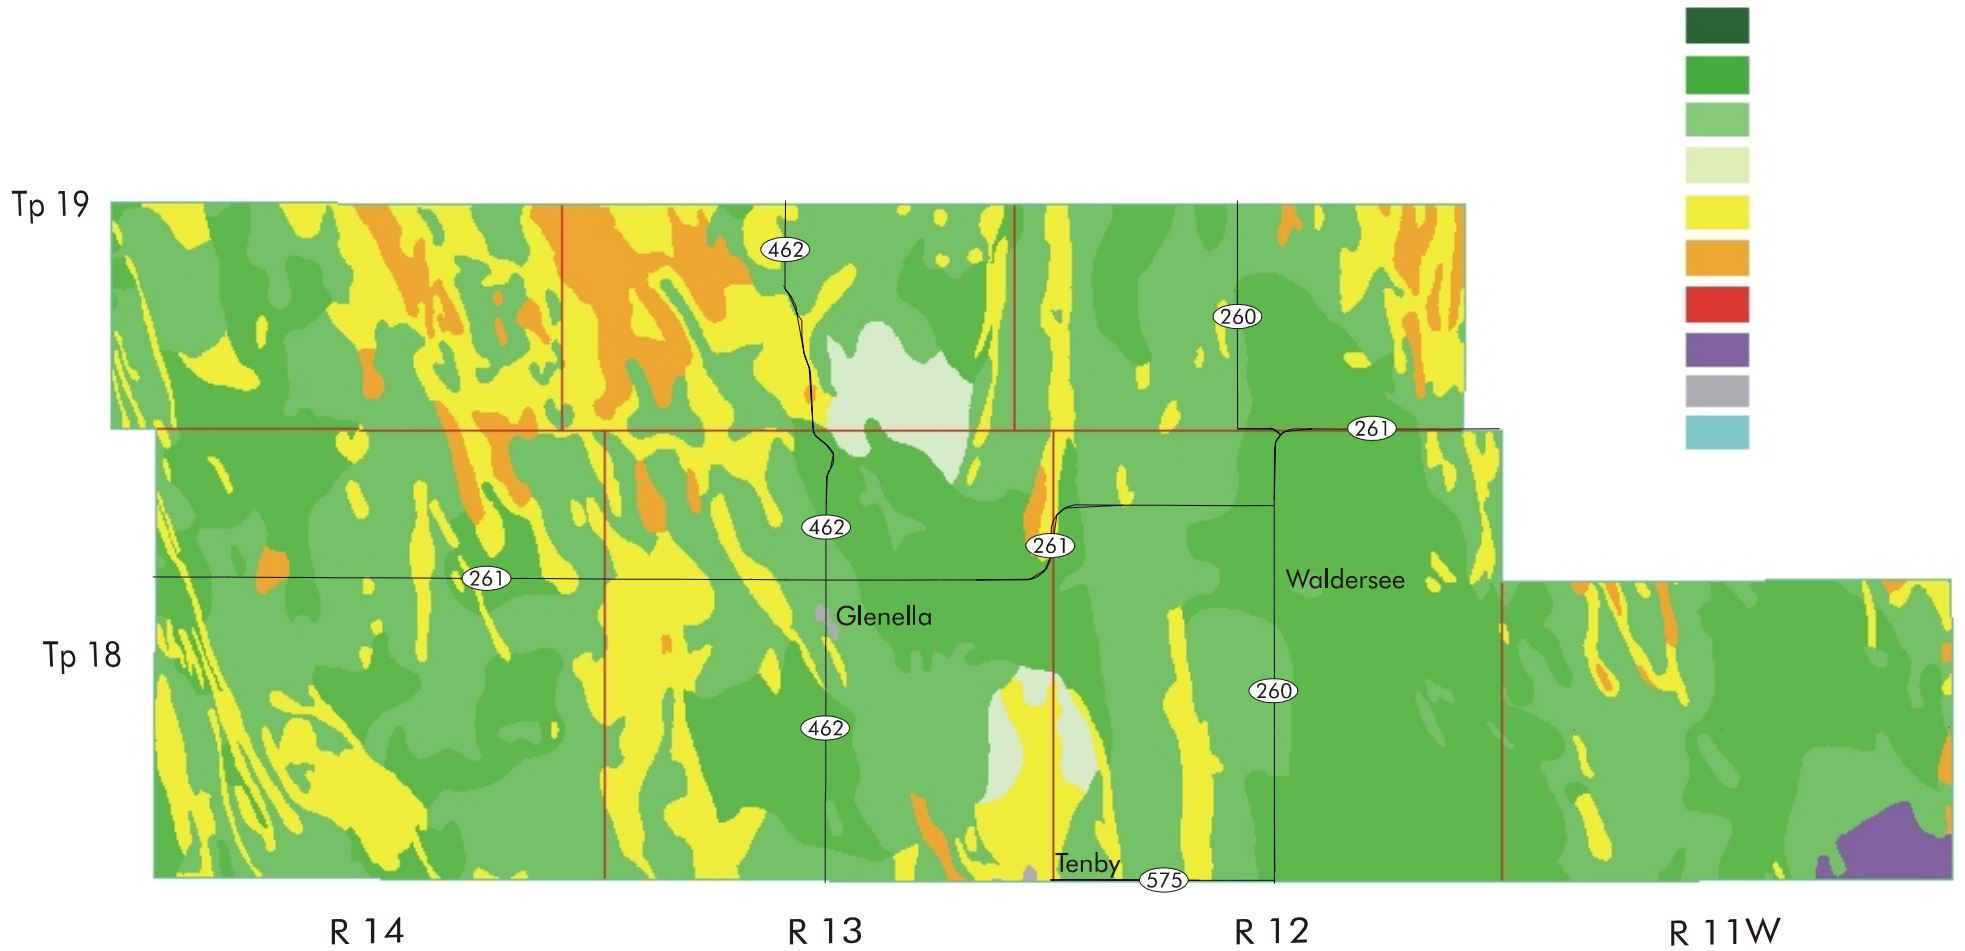 Tp 19
462
260
261
462
261
261
Waldersee
Glenella
Tp 18
260
462
Tenby
575
R 14
R 13
R 12
R 11W